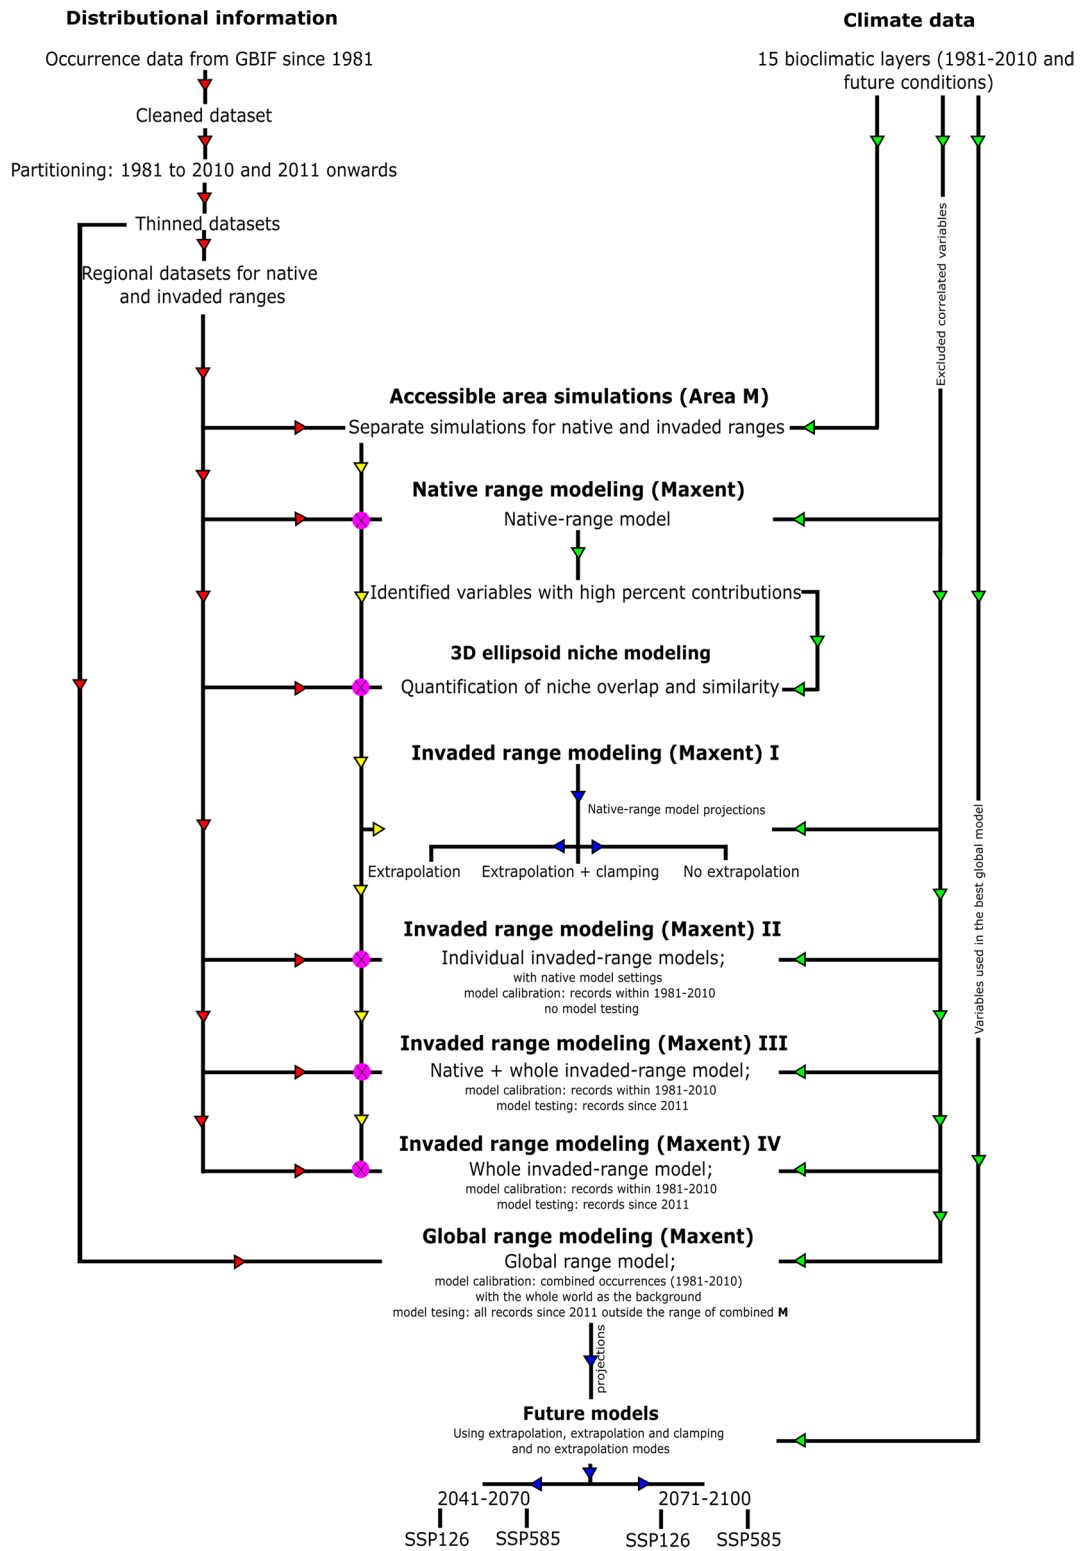 Distributional information
Occurrence data from GBIF since 1981
Cleaned dataset
Partitioning: 1981 to 2010 and 2011 onwards
Thinned datasets
Regional datasets for native
and invaded ranges
Climate data
15 bioclimatic layers (1981-2010 and
future conditions)
Excluded correlated variables
Variables used in the best global model
Accessible area simulations (Area M)
Separate simulations for native and invaded ranges
Native range modeling (Maxent)
Native-range model
Identified variables with high percent contributions
3D ellipsoid niche modeling
Quantification of niche overlap and similarity
Invaded range modeling (Maxent) I
Native-range model projections
Extrapolation
Extrapolation + clamping
No extrapolation
Invaded range modeling (Maxent) II
Individual invaded-range models;
with native model settings
model calibration: records within 1981-2010
no model testing
Invaded range modeling (Maxent) III
Native + whole invaded-range model;
model calibration: records within 1981-2010
model testing: records since 2011
Invaded range modeling (Maxent) IV
Whole invaded-range model;
model calibration: records within 1981-2010
model testing: records since 2011
Global range modeling (Maxent)
Global range model;
model calibration: combined occurrences (1981-2010)
with the whole world as the background
model tesing: all records since 2011 outside the range of combined M
projections
Future models
Using extrapolation, extrapolation and clamping
and no extrapolation modes
2041-2070
2071-2100
SSP126
SSP585
SSP126
SSP585